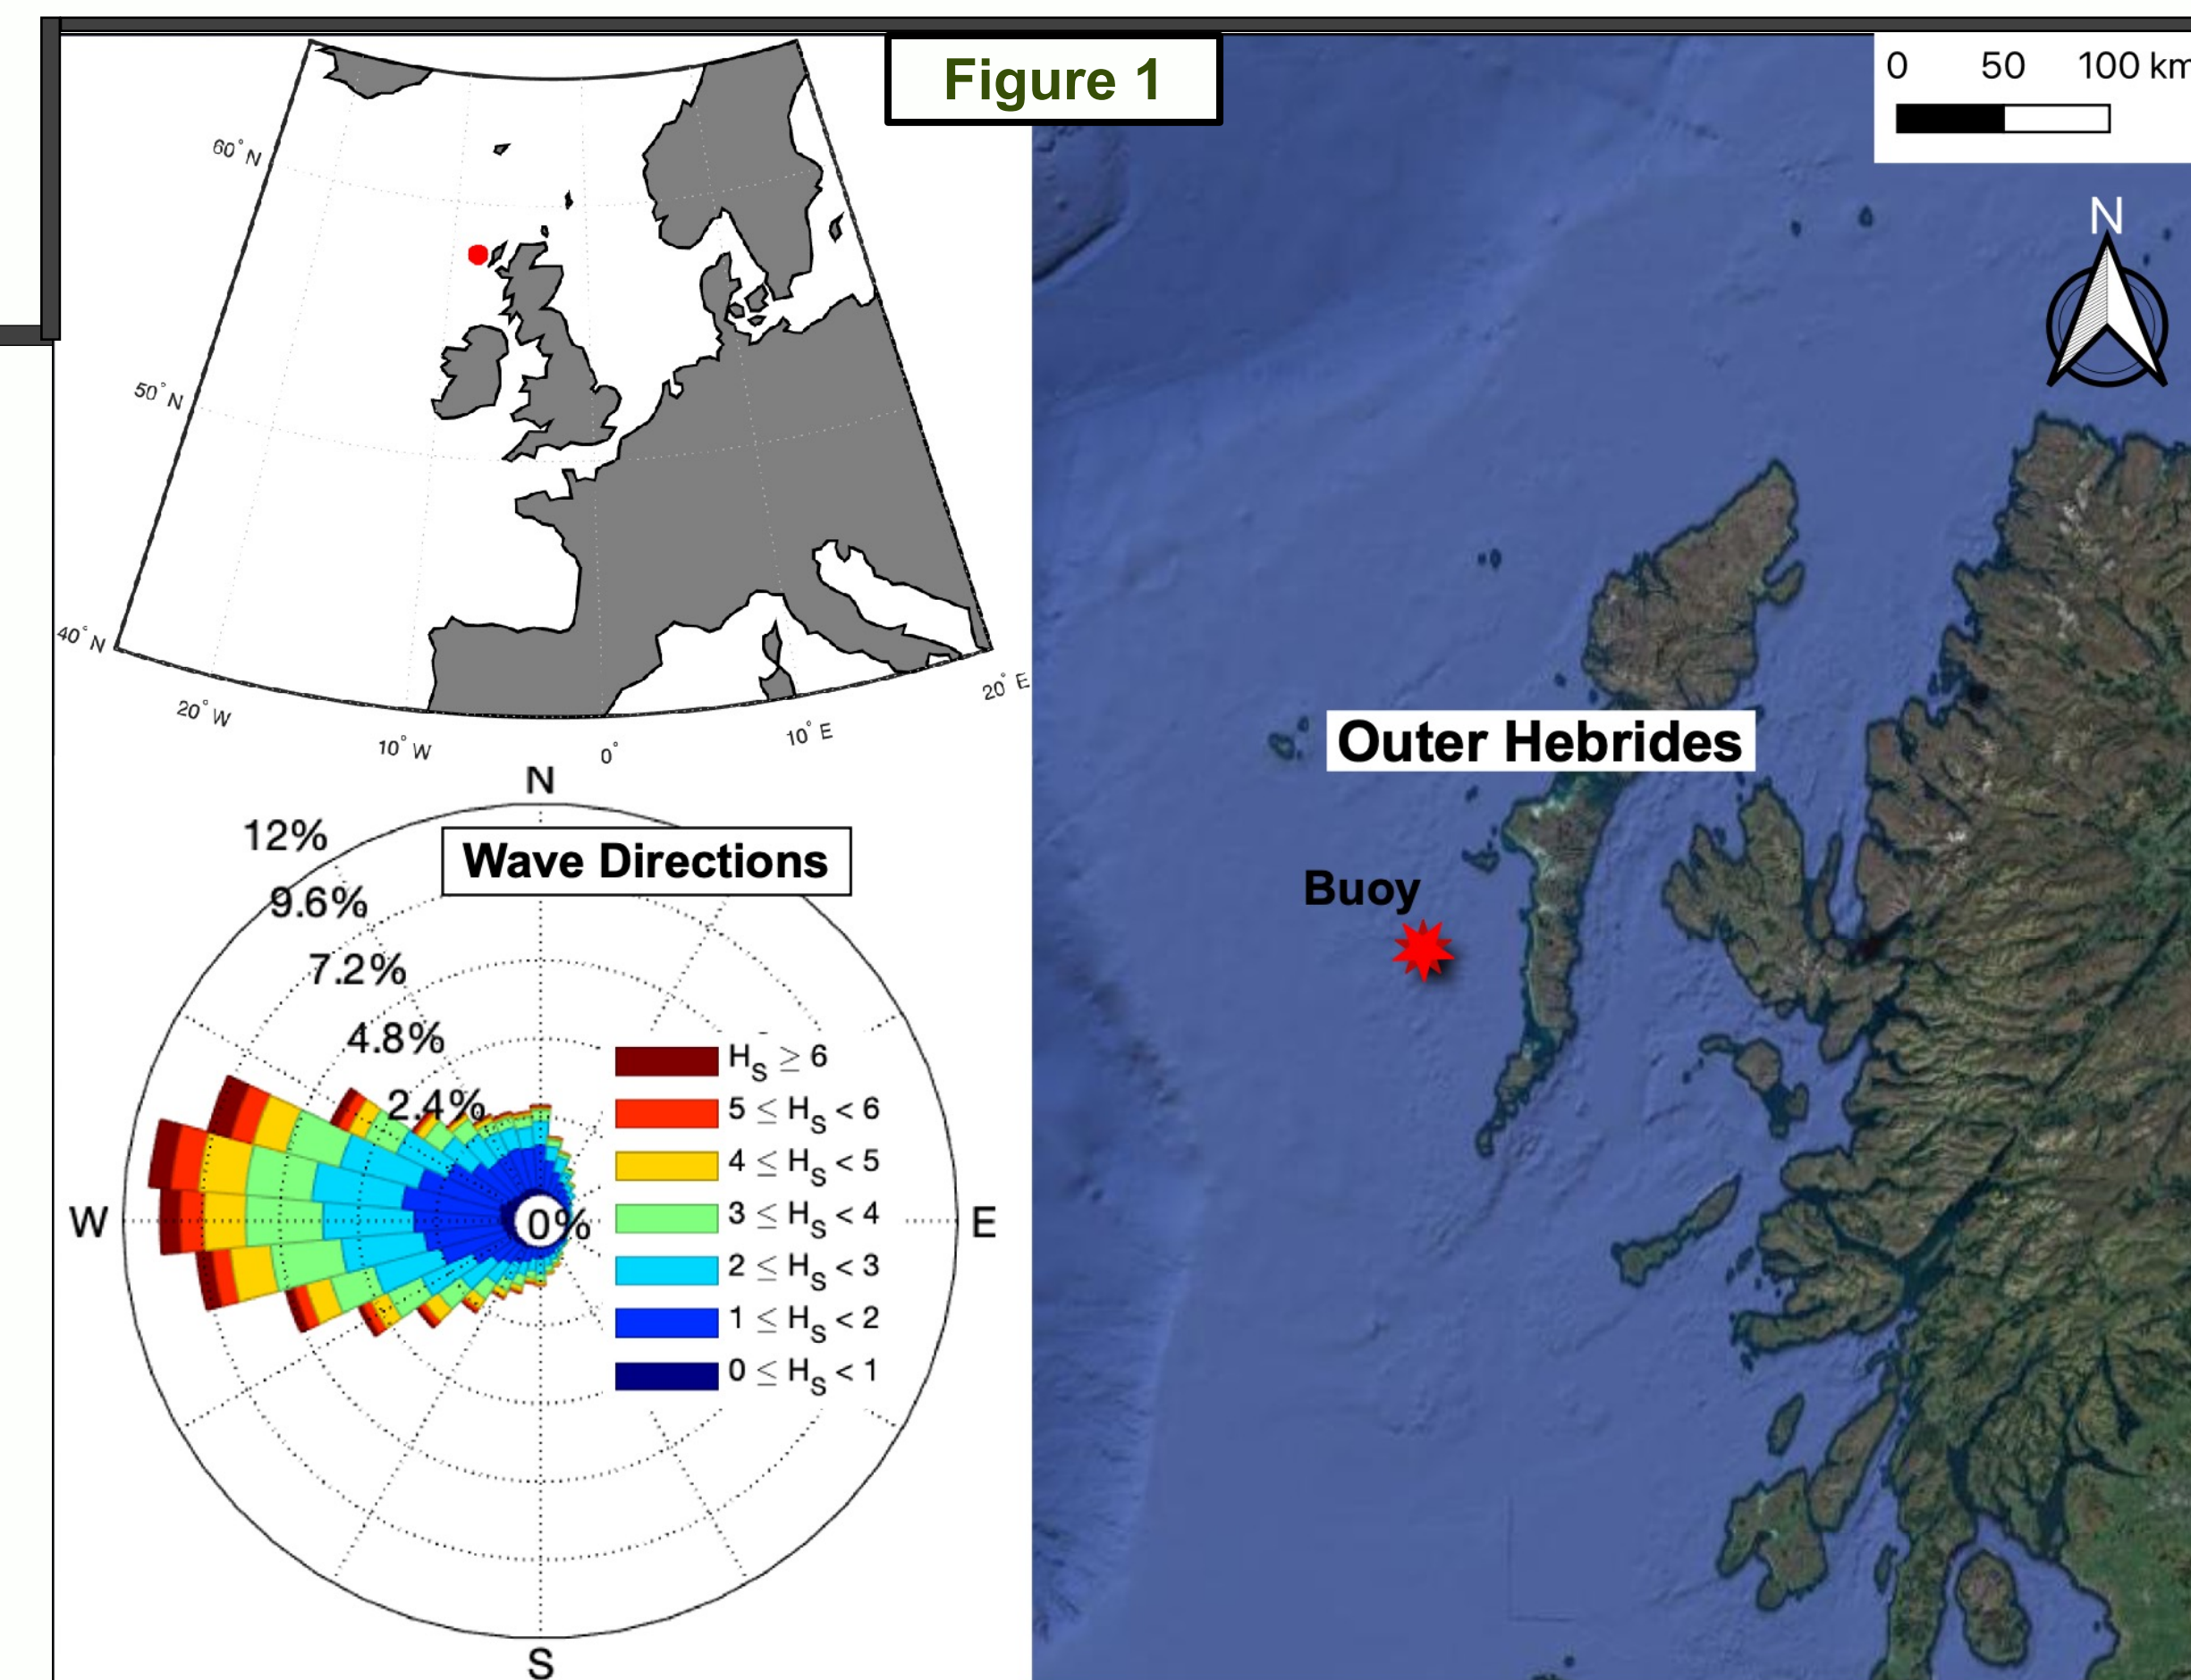 Figure 1
60° N
50° N
40° N
20° W
10° W
0°
10° E
20° E
0 50 100 km
N
Outer Hebrides
Buoy
N
Wave Directions
12%
9.6%
7.2%
4.8%
2.4%
0%
W
E
S
H_S ≥ 6
5 ≤ H_S < 6
4 ≤ H_S < 5
3 ≤ H_S < 4
2 ≤ H_S < 3
1 ≤ H_S < 2
0 ≤ H_S < 1